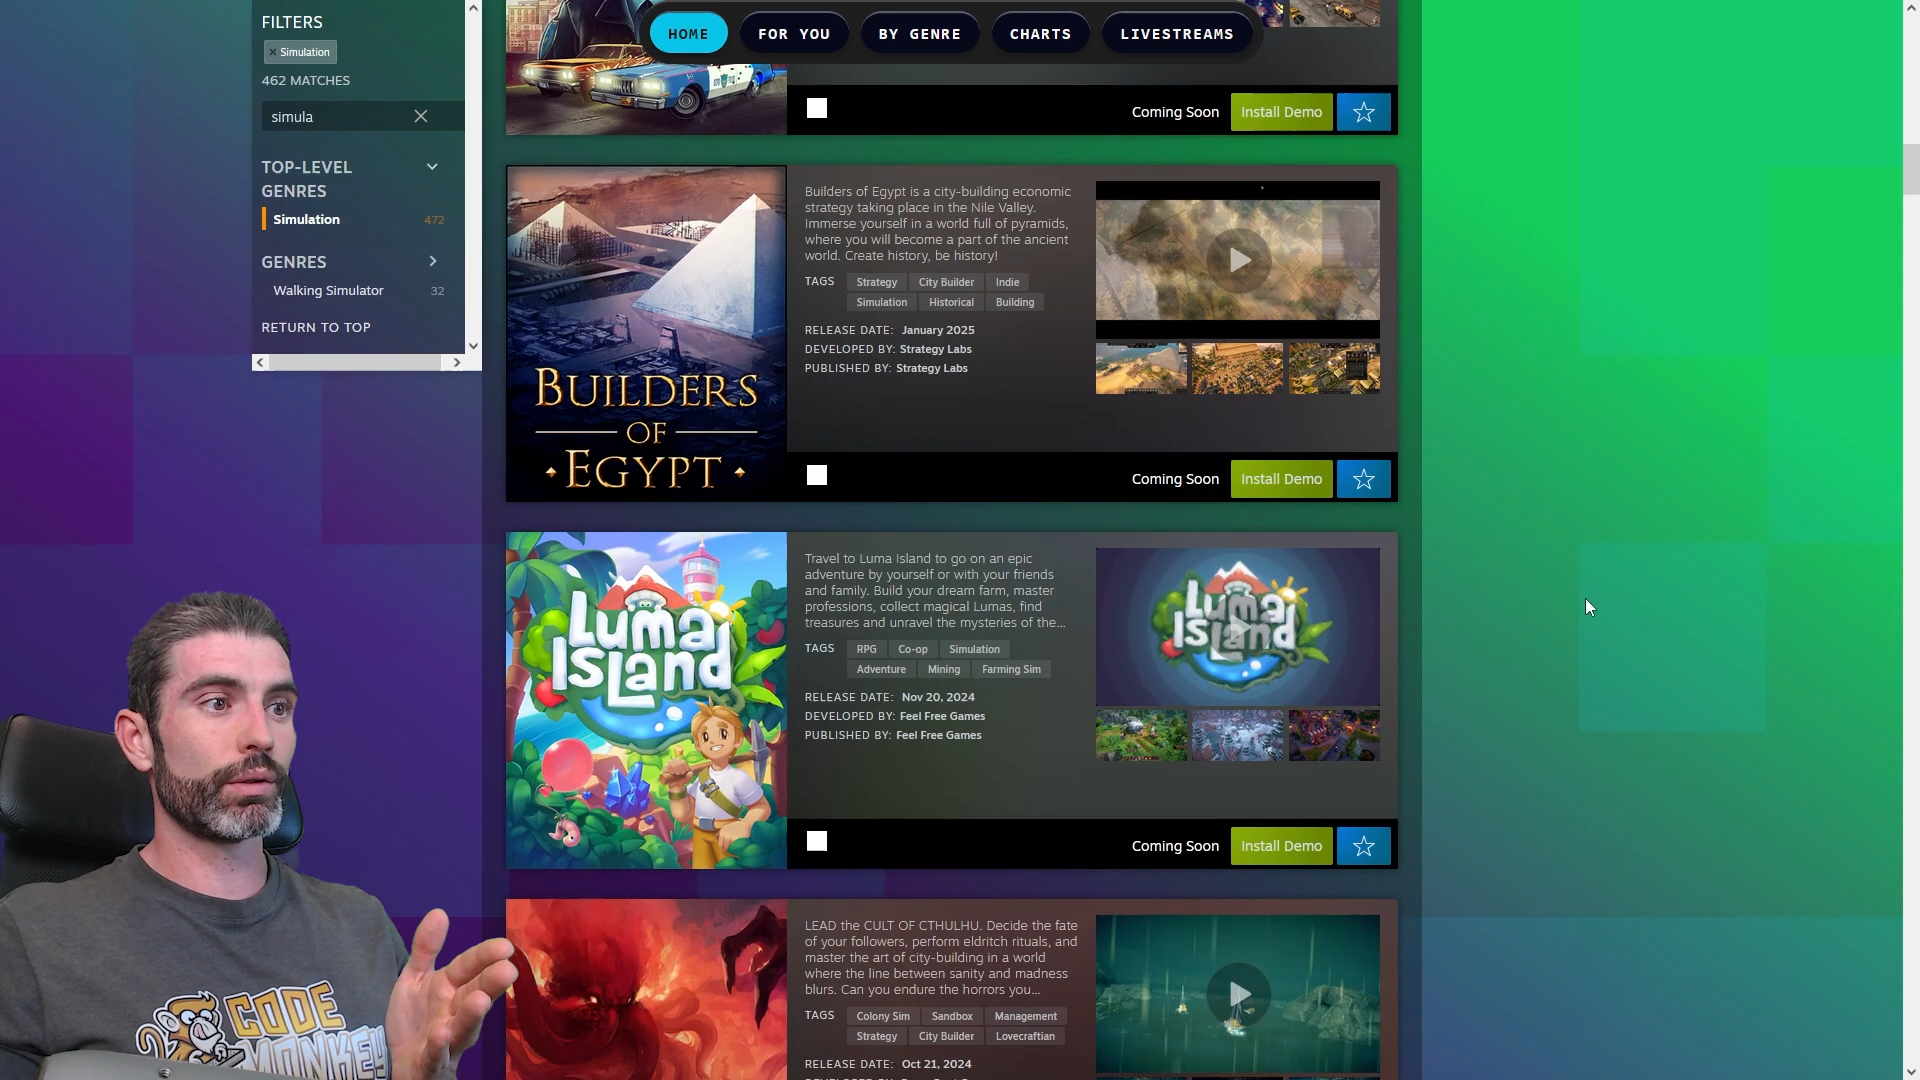 FILTERS
× Simulation
462 MATCHES
simula
TOP-LEVEL
GENRES
Simulation 472
GENRES
Walking Simulator 32
RETURN TO TOP
HOME FOR YOU BY GENRE CHARTS LIVESTREAMS
Coming Soon Install Demo
BUILDERS
OF
EGYPT
Builders of Egypt is a city-building economic
strategy taking place in the Nile Valley.
Immerse yourself in a world full of pyramids,
where you will become a part of the ancient
world. Create history, be history!
TAGS Strategy City Builder Indie
Simulation Historical Building
RELEASE DATE: January 2025
DEVELOPED BY: Strategy Labs
PUBLISHED BY: Strategy Labs
Coming Soon Install Demo
Luma
Island
Travel to Luma Island to go on an epic
adventure by yourself or with your friends
and family. Build your dream farm, master
professions, collect magical Lumas, find
treasures and unravel the mysteries of the...
TAGS RPG Co-op Simulation
Adventure Mining Farming Sim
RELEASE DATE: Nov 20, 2024
DEVELOPED BY: Feel Free Games
PUBLISHED BY: Feel Free Games
Luma
Island
Coming Soon Install Demo
LEAD the CULT OF CTHULHU. Decide the fate
of your followers, perform eldritch rituals, and
master the art of city-building in a world
where the line between sanity and madness
blurs. Can you endure the horrors you...
TAGS Colony Sim Sandbox Management
Strategy City Builder Lovecraftian
RELEASE DATE: Oct 21, 2024
CODE
MONKEY